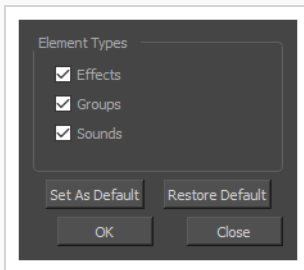 Element Types
Effects
Groups
Sounds
Set As Default Restore Default
OK Close